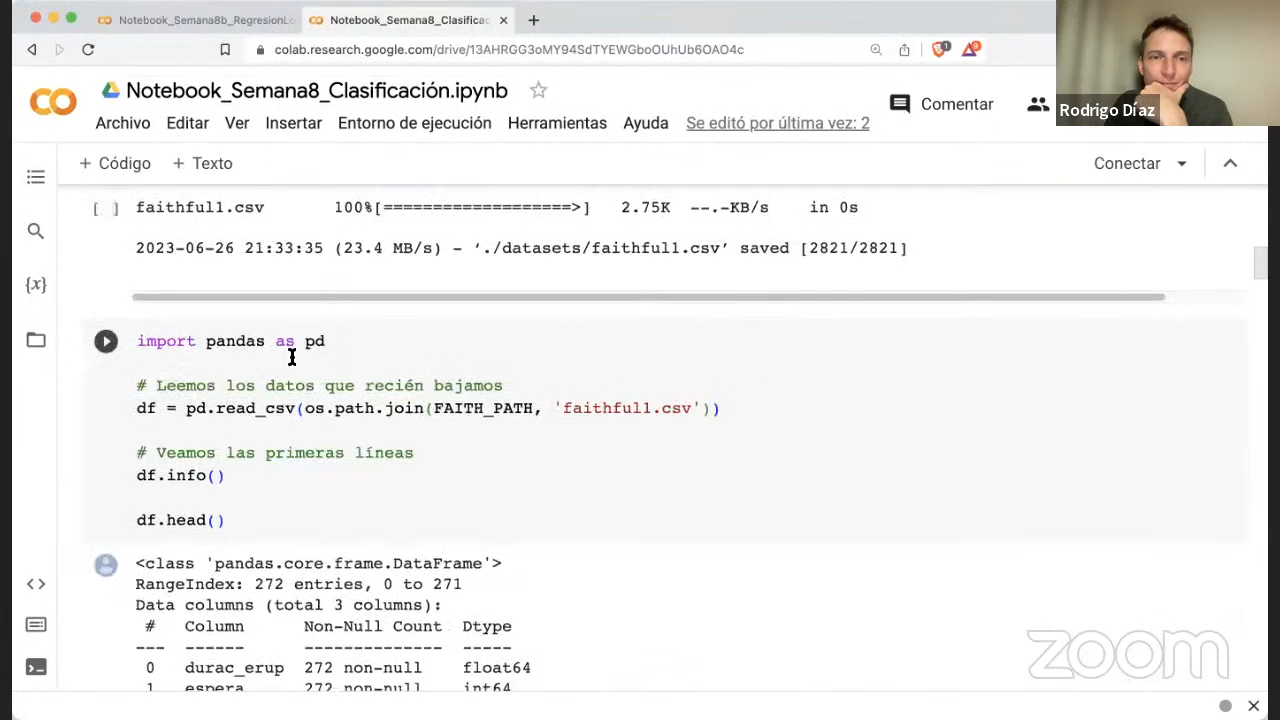 Notebook_Semana8b_RegresionLo
Notebook_Semana8_Clasificac
colab.research.google.com/drive/13AHRGG3oMY94SdTYEWGboOUhUb6OAO4c
Notebook_Semana8_Clasificación.ipynb
Comentar
Rodrigo Díaz
Archivo Editar Ver Insertar Entorno de ejecución Herramientas Ayuda Se editó por última vez: 2
+ Código + Texto
Conectar
[ ] faithful1.csv 100%[===================>] 2.75K --.-KB/s in 0s
2023-06-26 21:33:35 (23.4 MB/s) - ‘./datasets/faithful1.csv’ saved [2821/2821]
import pandas as pd
# Leemos los datos que recién bajamos
df = pd.read_csv(os.path.join(FAITH_PATH, 'faithful1.csv'))
# Veamos las primeras líneas
df.info()
df.head()
<class 'pandas.core.frame.DataFrame'>
RangeIndex: 272 entries, 0 to 271
Data columns (total 3 columns):
# Column Non-Null Count Dtype
--- ------ -------------- -----
0 durac_erup 272 non-null float64
1 espera 272 non-null int64
zoom